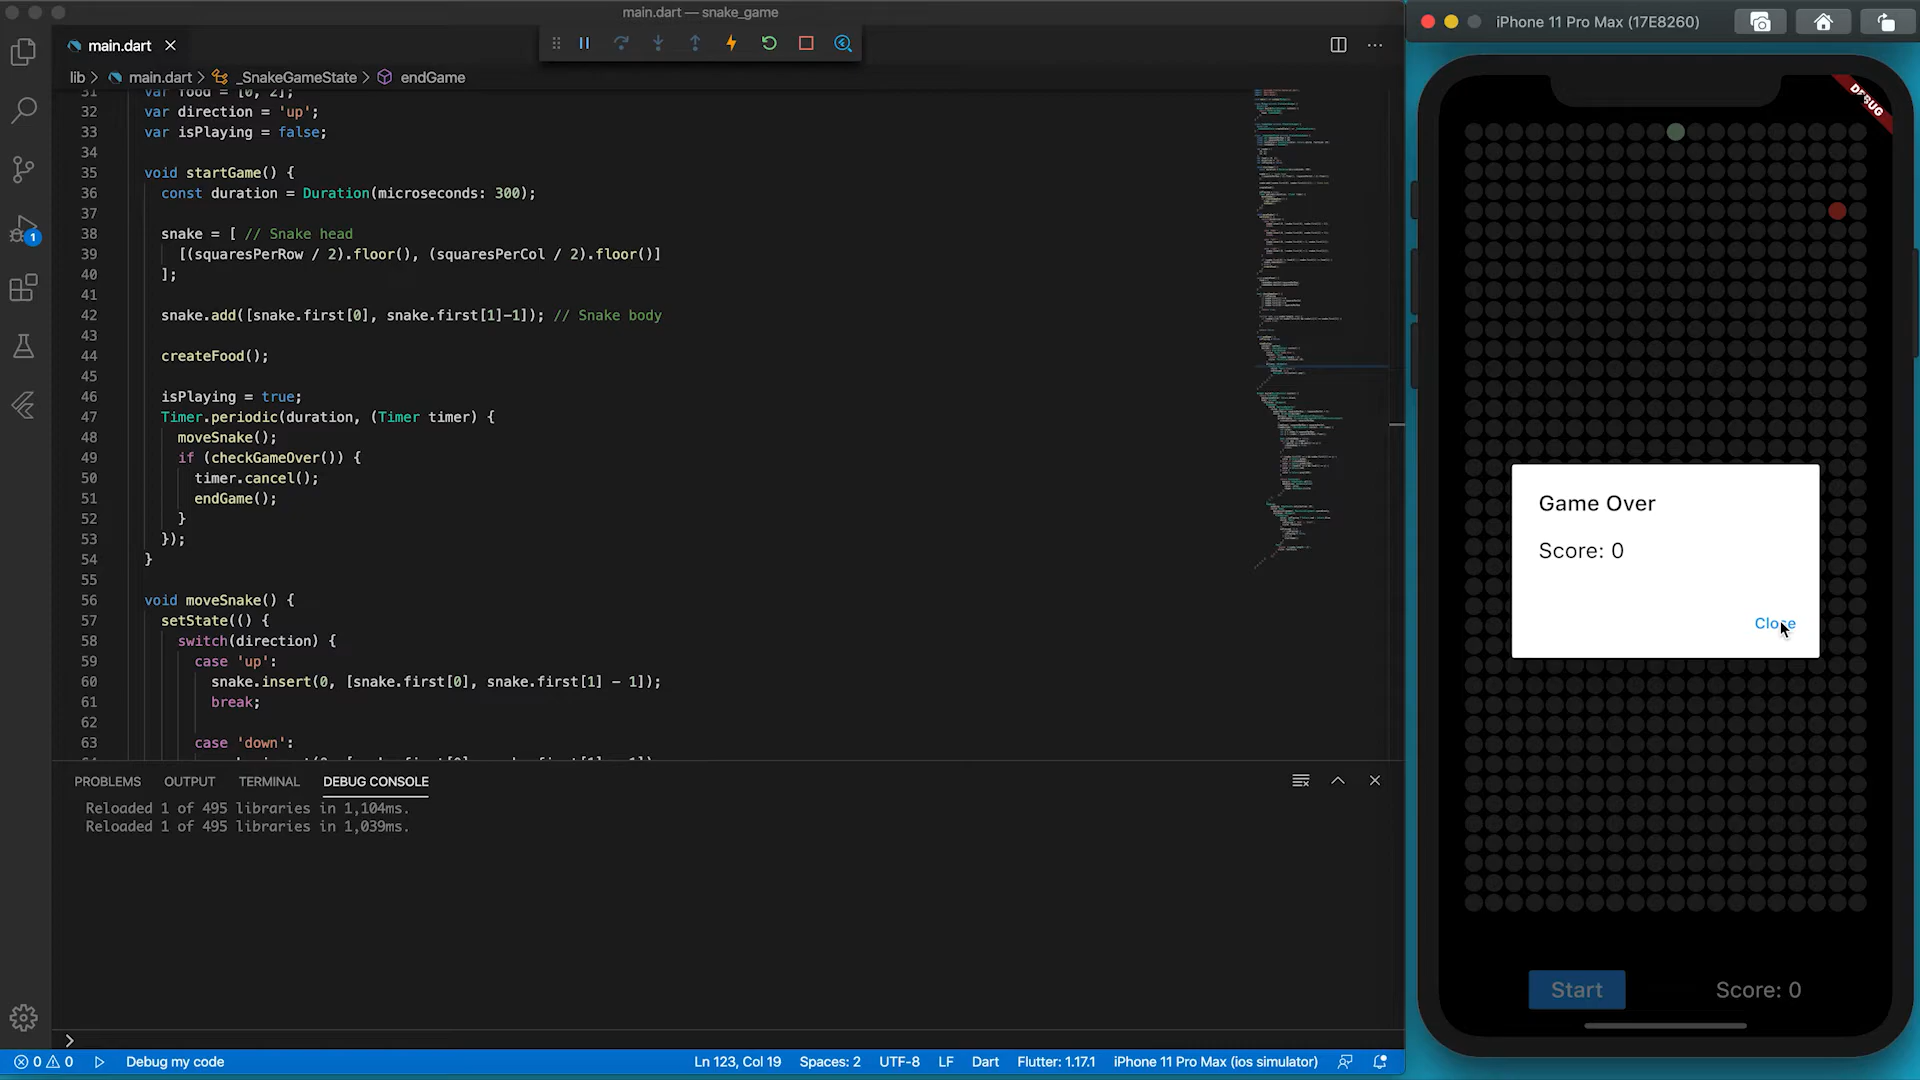 main.dart — snake_game
main.dart
lib > main.dart > _SnakeGameState > endGame
31 var food = [0, 2];
32 var direction = 'up';
33 var isPlaying = false;
34
35 void startGame() {
36 const duration = Duration(microseconds: 300);
37
38 snake = [ // Snake head
39 [(squaresPerRow / 2).floor(), (squaresPerCol / 2).floor()]
40 ];
41
42 snake.add([snake.first[0], snake.first[1]-1]); // Snake body
43
44 createFood();
45
46 isPlaying = true;
47 Timer.periodic(duration, (Timer timer) {
48 moveSnake();
49 if (checkGameOver()) {
50 timer.cancel();
51 endGame();
52 }
53 });
54 }
55
56 void moveSnake() {
57 setState(() {
58 switch(direction) {
59 case 'up':
60 snake.insert(0, [snake.first[0], snake.first[1] - 1]);
61 break;
62
63 case 'down':
PROBLEMS OUTPUT TERMINAL DEBUG CONSOLE
Reloaded 1 of 495 libraries in 1,104ms.
Reloaded 1 of 495 libraries in 1,039ms.
1
0 0 Debug my code Ln 123, Col 19 Spaces: 2 UTF-8 LF Dart Flutter: 1.17.1 iPhone 11 Pro Max (ios simulator)
iPhone 11 Pro Max (17E8260)
DEBUG
Game Over
Score: 0
Close
Start Score: 0